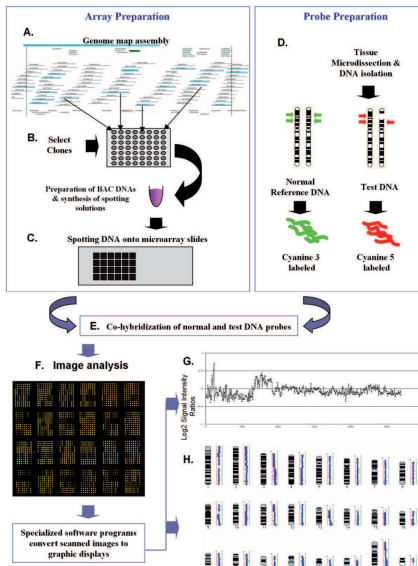 Array Preparation
A.
Genome map assembly
B.
Select
Clones
Preparation of BAC DNAs
& synthesis of spotting
solutions
C.
Spotting DNA onto microarray slides
Probe Preparation
D.
Tissue
Microdissection &
DNA isolation
Normal
Reference DNA
Test DNA
Cyanine 3
labeled
Cyanine 5
labeled
E. Co-hybridization of normal and test DNA probes
F. Image analysis
Specialized software programs
convert scanned images to
graphic displays
G.
Log2 Signal Intensity
Ratios
H.